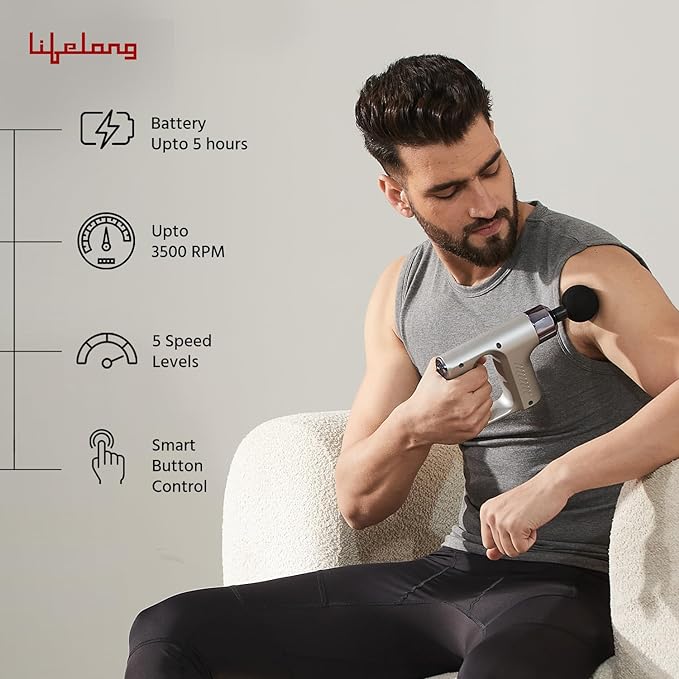 Lifelong
Battery
Upto 5 hours
Upto
3500 RPM
5 Speed
Levels
Smart
Button
Control